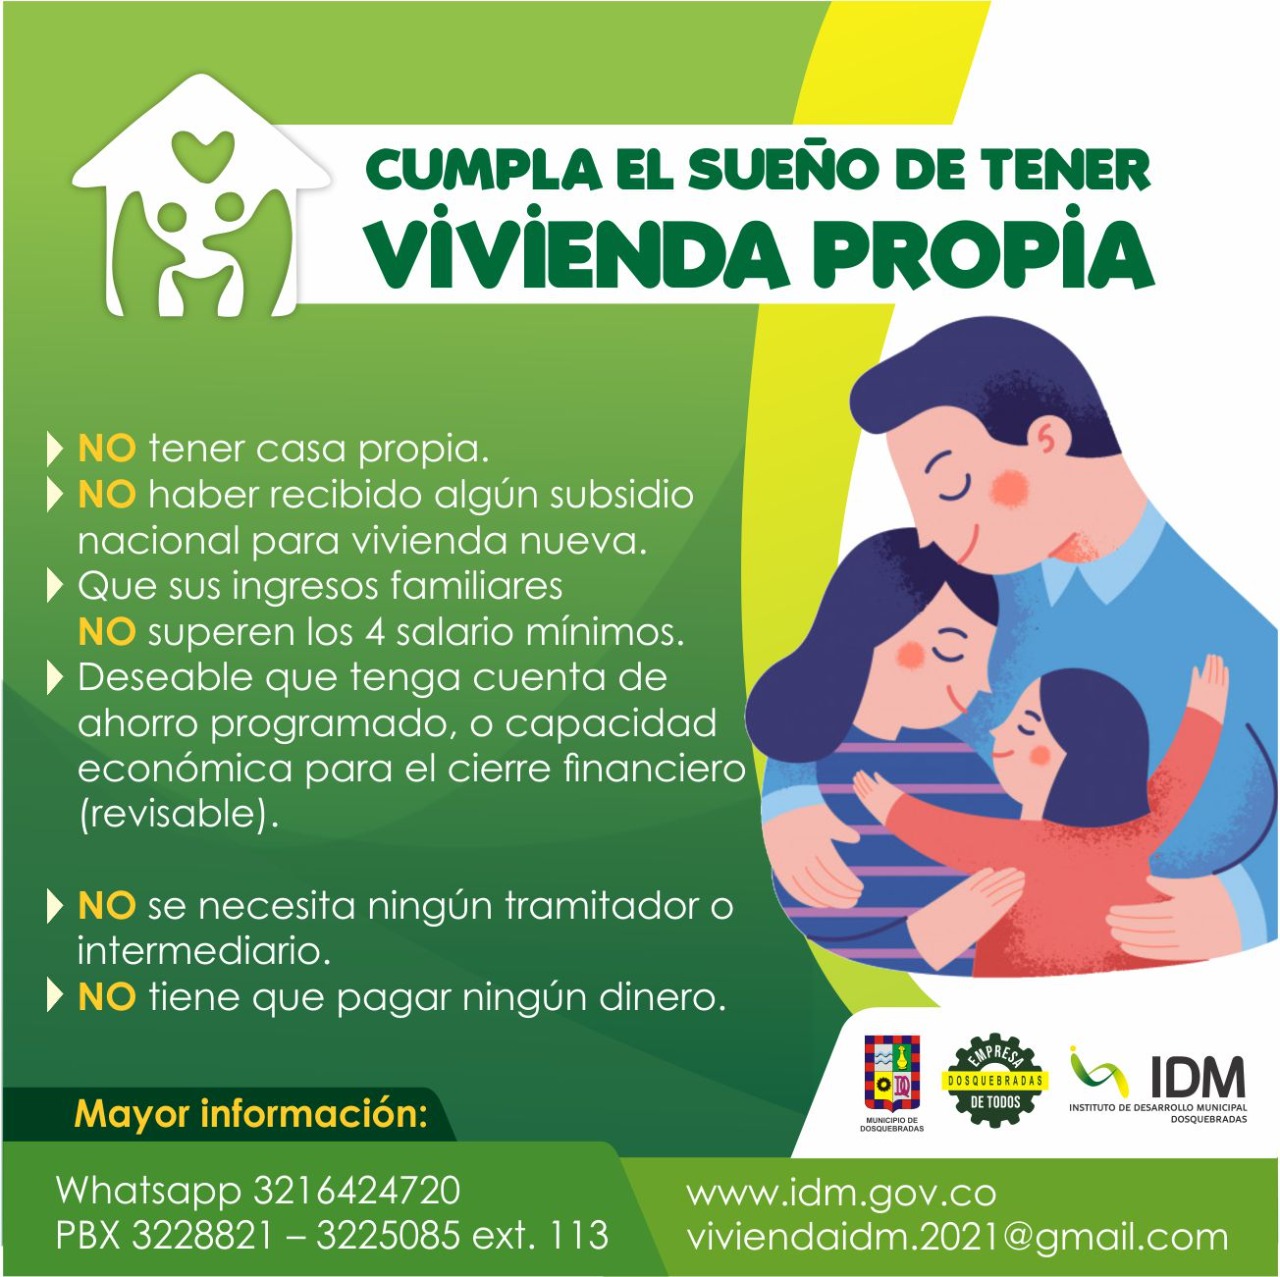 CUMPLA EL SUEÑO DE TENER
VIVIENDA PROPIA
NO tener casa propia.
NO haber recibido algún subsidio
nacional para vivienda nueva.
Que sus ingresos familiares
NO superen los 4 salario mínimos.
Deseable que tenga cuenta de
ahorro programado, o capacidad
económica para el cierre financiero
(revisable).
NO se necesita ningún tramitador o
intermediario.
NO tiene que pagar ningún dinero.
MUNICIPIO DE
DOSQUEBRADAS
EMPRESA
DOSQUEBRADAS
DE TODOS
IDM
INSTITUTO DE DESARROLLO MUNICIPAL
DOSQUEBRADAS
Mayor información:
Whatsapp 3216424720
PBX 3228821 – 3225085 ext. 113
www.idm.gov.co
viviendaidm.2021@gmail.com